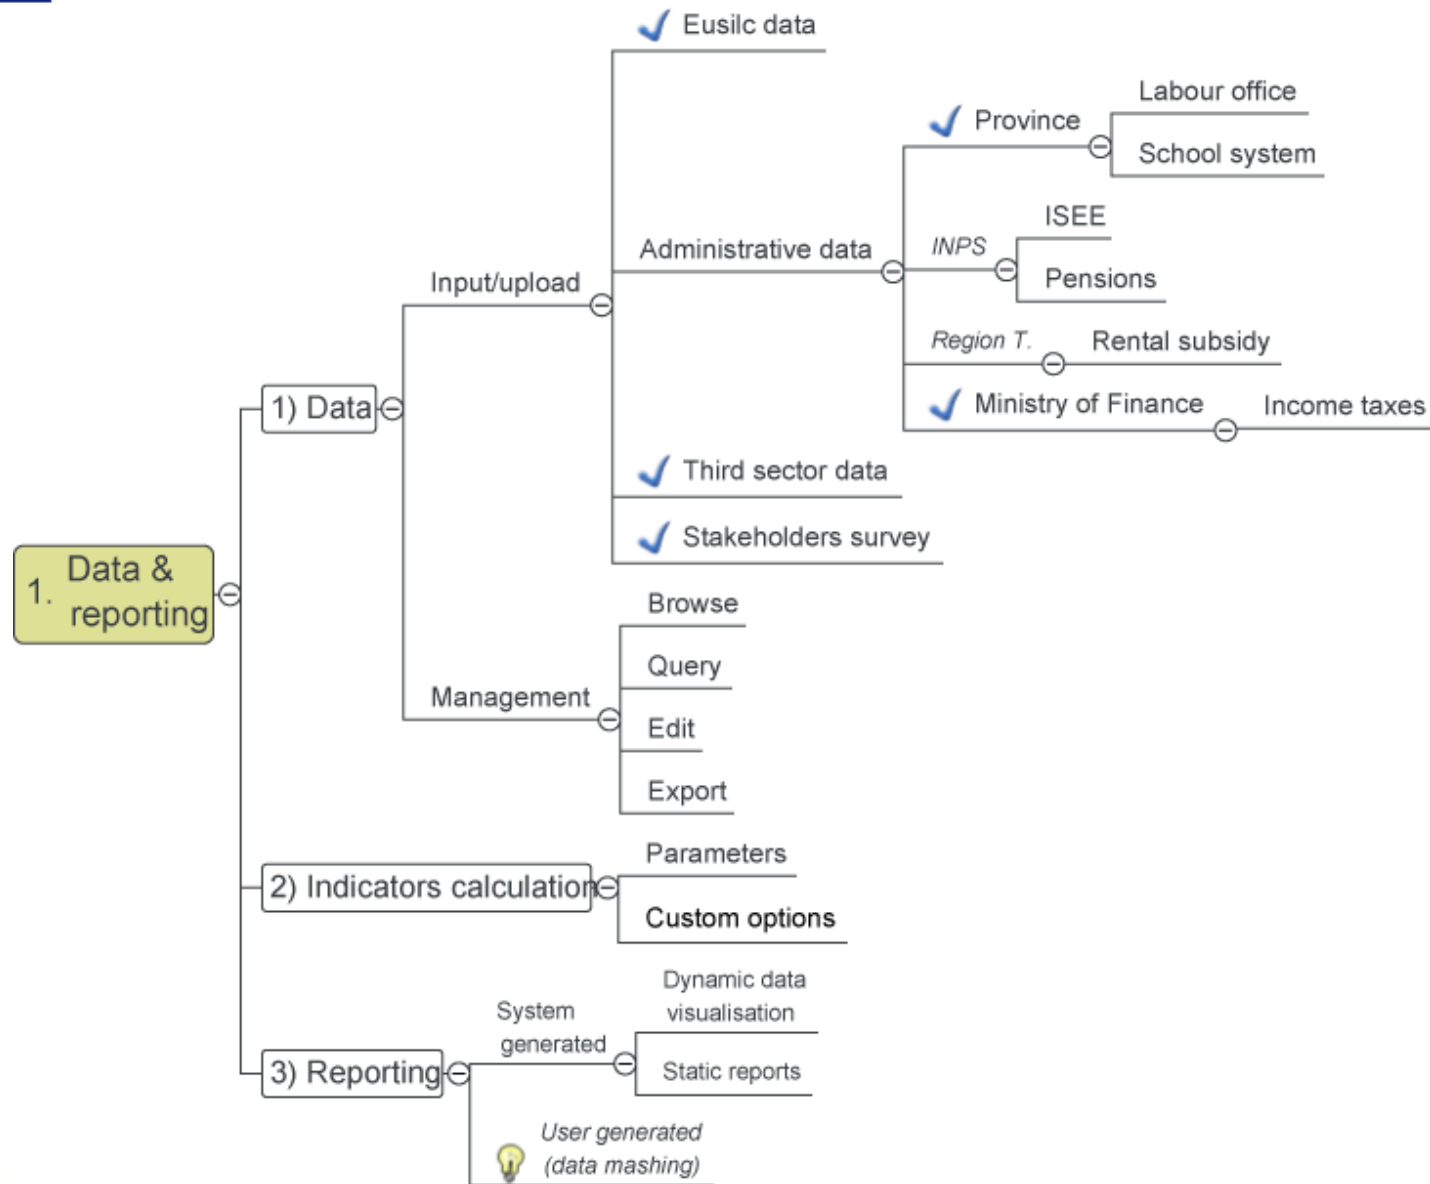 1. Data &
reporting
1) Data
Input/upload
Eusilc data
Administrative data
Province
Labour office
School system
INPS
ISEE
Pensions
Region T.
Rental subsidy
Ministry of Finance
Income taxes
Third sector data
Stakeholders survey
Management
Browse
Query
Edit
Export
2) Indicators calculation
Parameters
Custom options
3) Reporting
System
generated
Dynamic data
visualisation
Static reports
User generated
(data mashing)